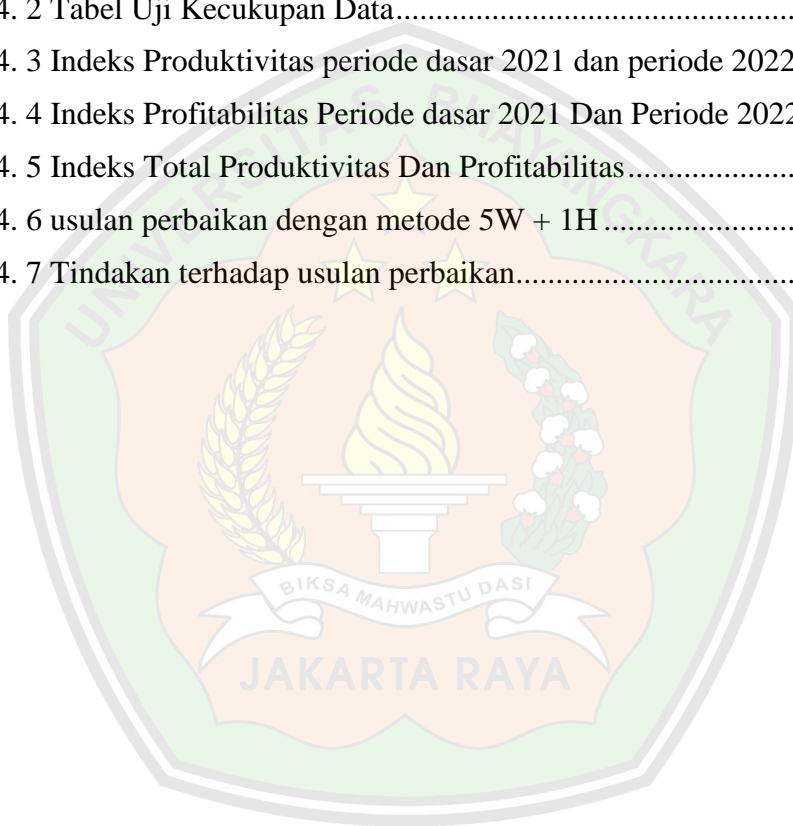 4. 2 Tabel Uji Kecukupan Data
4. 3 Indeks Produktivitas periode dasar 2021 dan periode 2022
4. 4 Indeks Profitabilitas Periode dasar 2021 Dan Periode 2022
4. 5 Indeks Total Produktivitas Dan Profitabilitas
4. 6 usulan perbaikan dengan metode 5W + 1H
4. 7 Tindakan terhadap usulan perbaikan
UNIVERSITAS BHAYANGKARA
BIKSA MAHWASTU DASI
JAKARTA RAYA